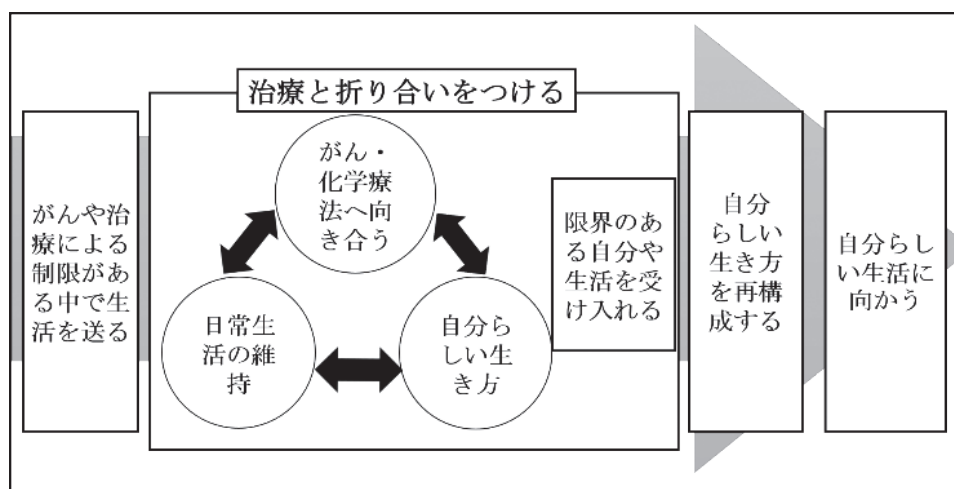 治療と折り合いをつける
がんや治
療による
制限があ
る中で生
活を送る
がん・
化学療
法へ向
き合う
日常生
活の維
持
自分ら
しい生
き方
限界のあ
る自分や
生活を受
け入れる
自分
らしい
生き方
を再構
成する
自分らし
い生活に
向かう